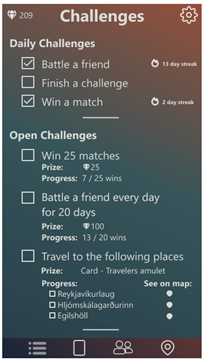 209
Challenges
Daily Challenges
Battle a friend
13 day streak
Finish a challenge
Win a match
2 day streak
Open Challenges
Win 25 matches
Prize: 25
Progress: 7 / 25 wins
Battle a friend every day
for 20 days
Prize: 100
Progress: 13 / 20 wins
Travel to the following places
Prize: Card - Travelers amulet
Progress: See on map:
Reykjavíkurlaug
Hljómskálagarðurinn
Egilshöll